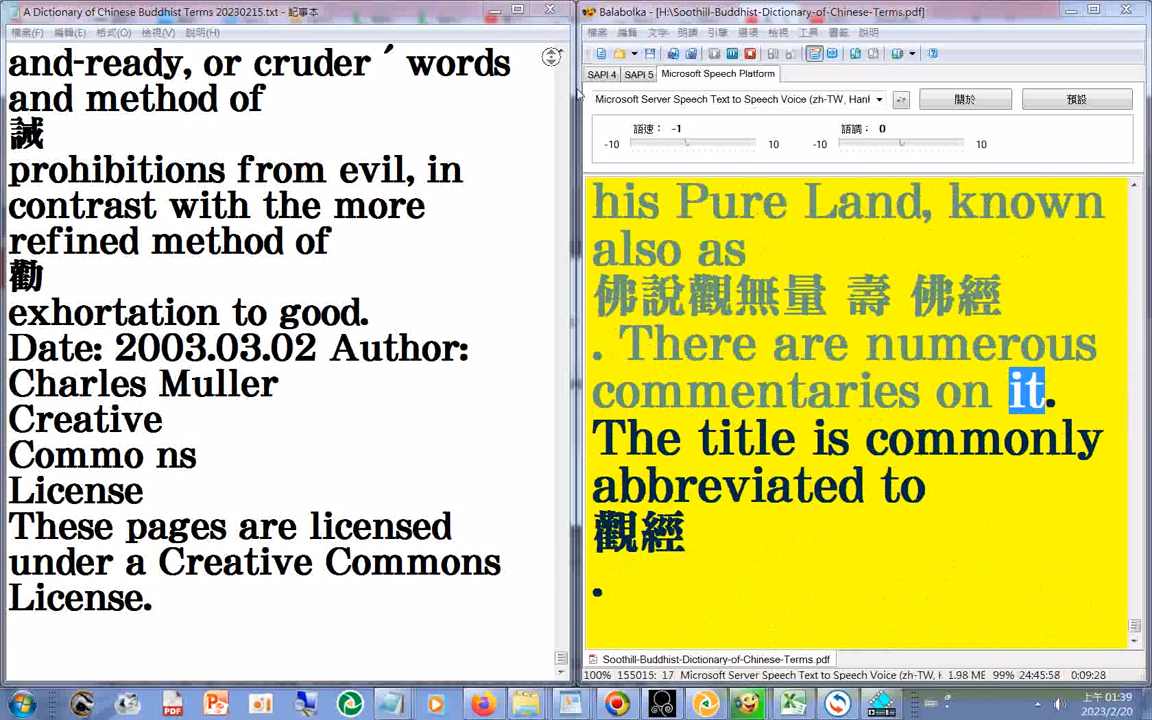 A Dictionary of Chinese Buddhist Terms 20230215.txt - 記事本
檔案(F) 編輯(E) 格式(O) 檢視(V) 說明(H)
and-ready, or cruder ˊ words
and method of
誡
prohibitions from evil, in
contrast with the more
refined method of
勸
exhortation to good.
Date: 2003.03.02 Author:
Charles Muller
Creative
Commo ns
License
These pages are licensed
under a Creative Commons
License.
Balabolka - [H:\Soothill-Buddhist-Dictionary-of-Chinese-Terms.pdf]
檔案 編輯 文字 朗讀 引擎 選項 檢視 工具 書籤 說明
SAPI 4 SAPI 5 Microsoft Speech Platform
Microsoft Server Speech Text to Speech Voice (zh-TW, Hanl 關於 預設
語速： -1 語調： 0
-10 10 -10 10
his Pure Land, known
also as
佛說觀無量 壽 佛經
. There are numerous
commentaries on it.
The title is commonly
abbreviated to
觀經
.
Soothill-Buddhist-Dictionary-of-Chinese-Terms.pdf
100% 155015: 17 Microsoft Server Speech Text to Speech Voice (zh-TW, H 1.98 ME 99% 24:45:58 0:09:28
上午 01:39
2023/2/20